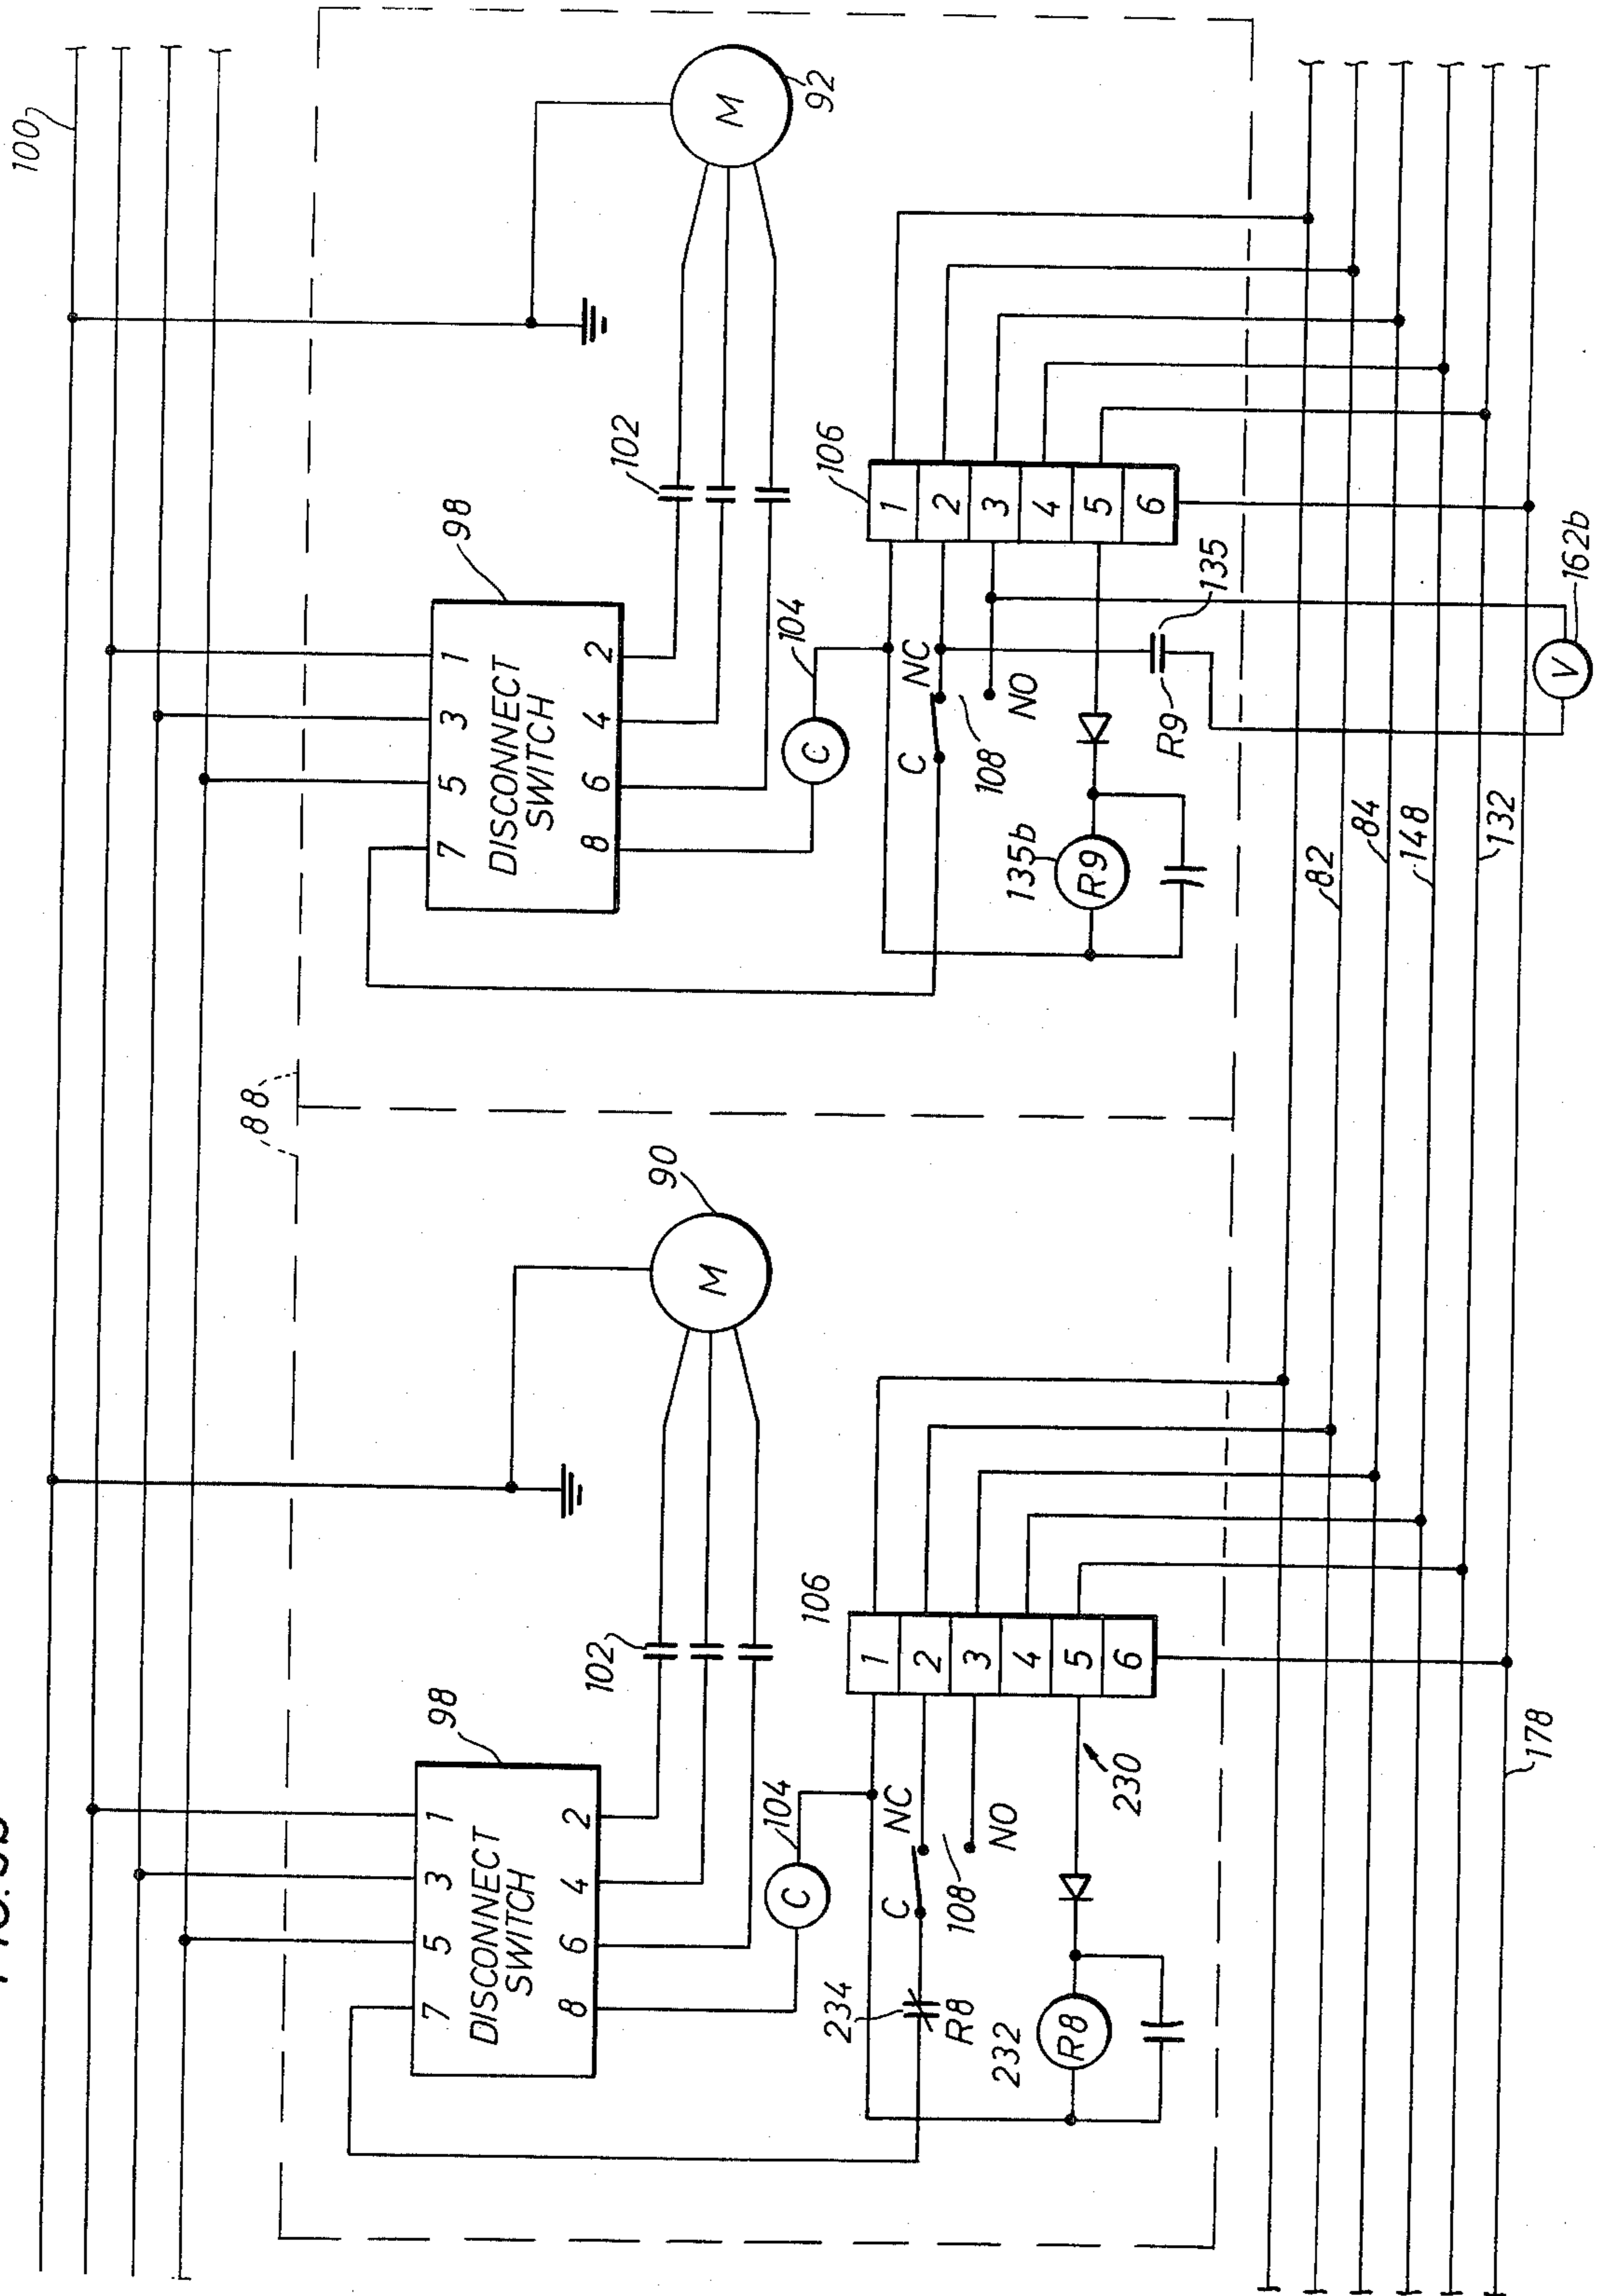 100
88
98
98
1 3 5 7
DISCONNECT
SWITCH
2 4 6 8
102
90
M
1 3 5 7
DISCONNECT
SWITCH
2 4 6 8
102
92
M
104
C
106
NC
C
108
NO
234
R8
232
R8
230
1
2
3
4
5
6
104
C
106
NC
C
108
NO
135b
R9
R9
135
1
2
3
4
5
6
82
84
148
132
178
V
162b